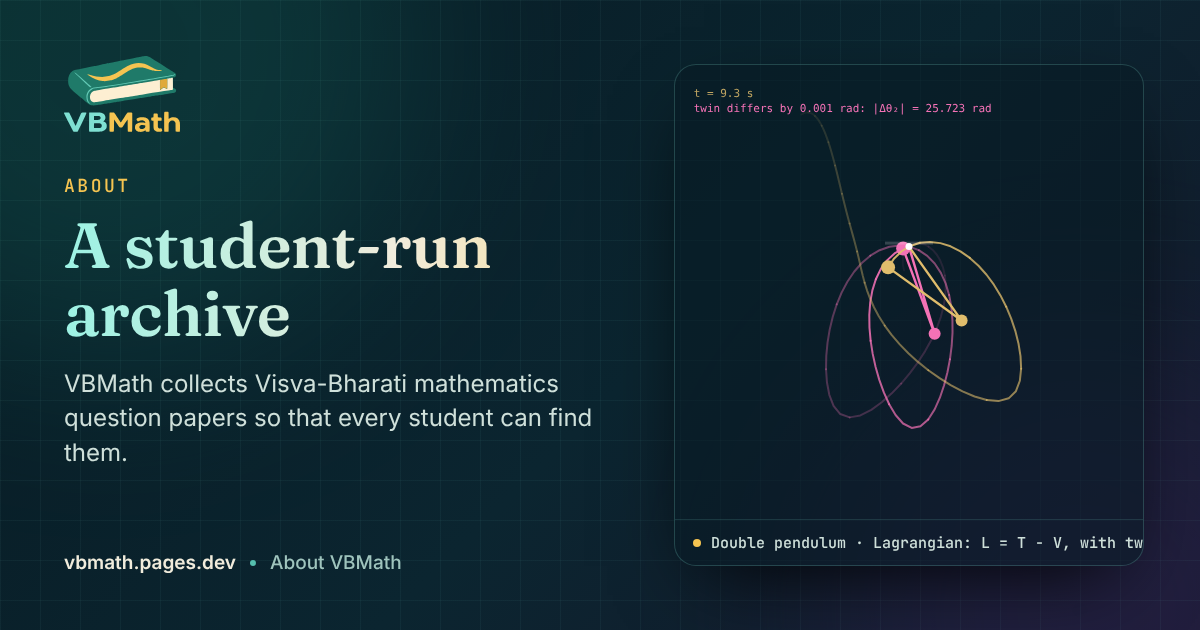 VBMath
ABOUT
A student-run
archive
VBMath collects Visva-Bharati mathematics
question papers so that every student can find
them.
vbmath.pages.dev • About VBMath
t = 9.3 s
twin differs by 0.001 rad: |Δθ₂| = 25.723 rad
Double pendulum · Lagrangian: L = T - V, with tw